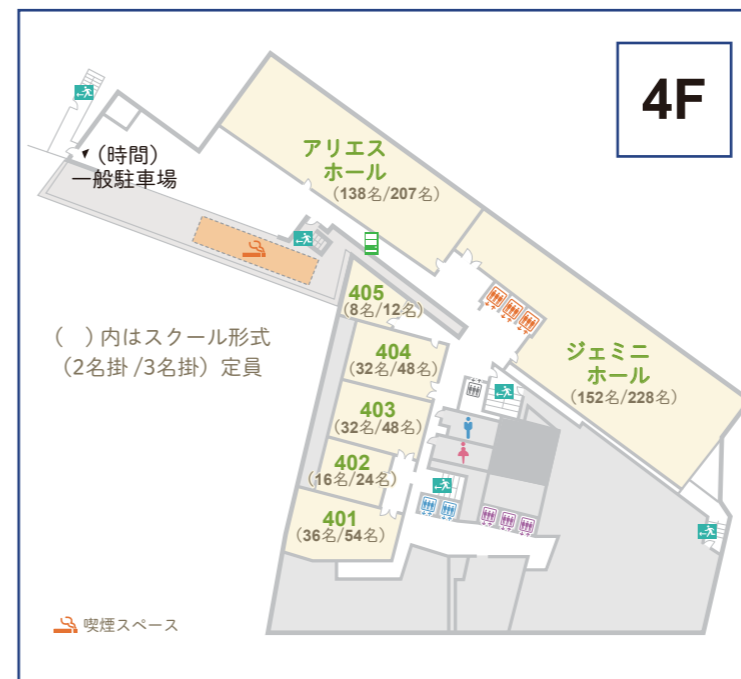 4F
アリエス
ホール
(138名/207名)
(時間)
一般駐車場
405
(8名/12名)
( )内はスクール形式
(2名掛/3名掛)定員
404
(32名/48名)
ジェミニ
ホール
(152名/228名)
403
(32名/48名)
402
(16名/24名)
401
(36名/54名)
喫煙スペース